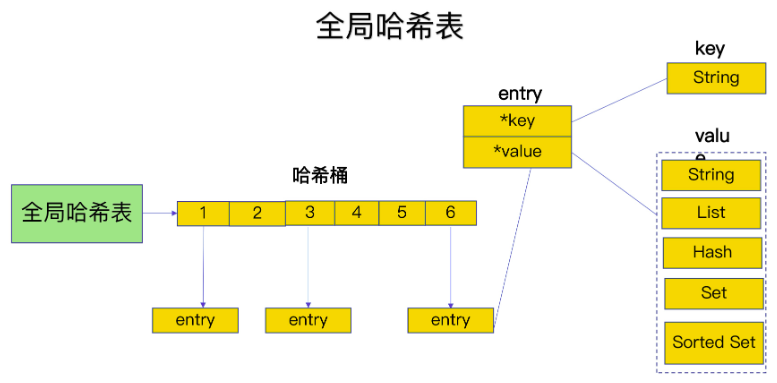 全局哈希表
key
String
entry
*key
*value
value
String
List
Hash
Set
Sorted Set
哈希桶
全局哈希表
1 2 3 4 5 6
entry entry entry